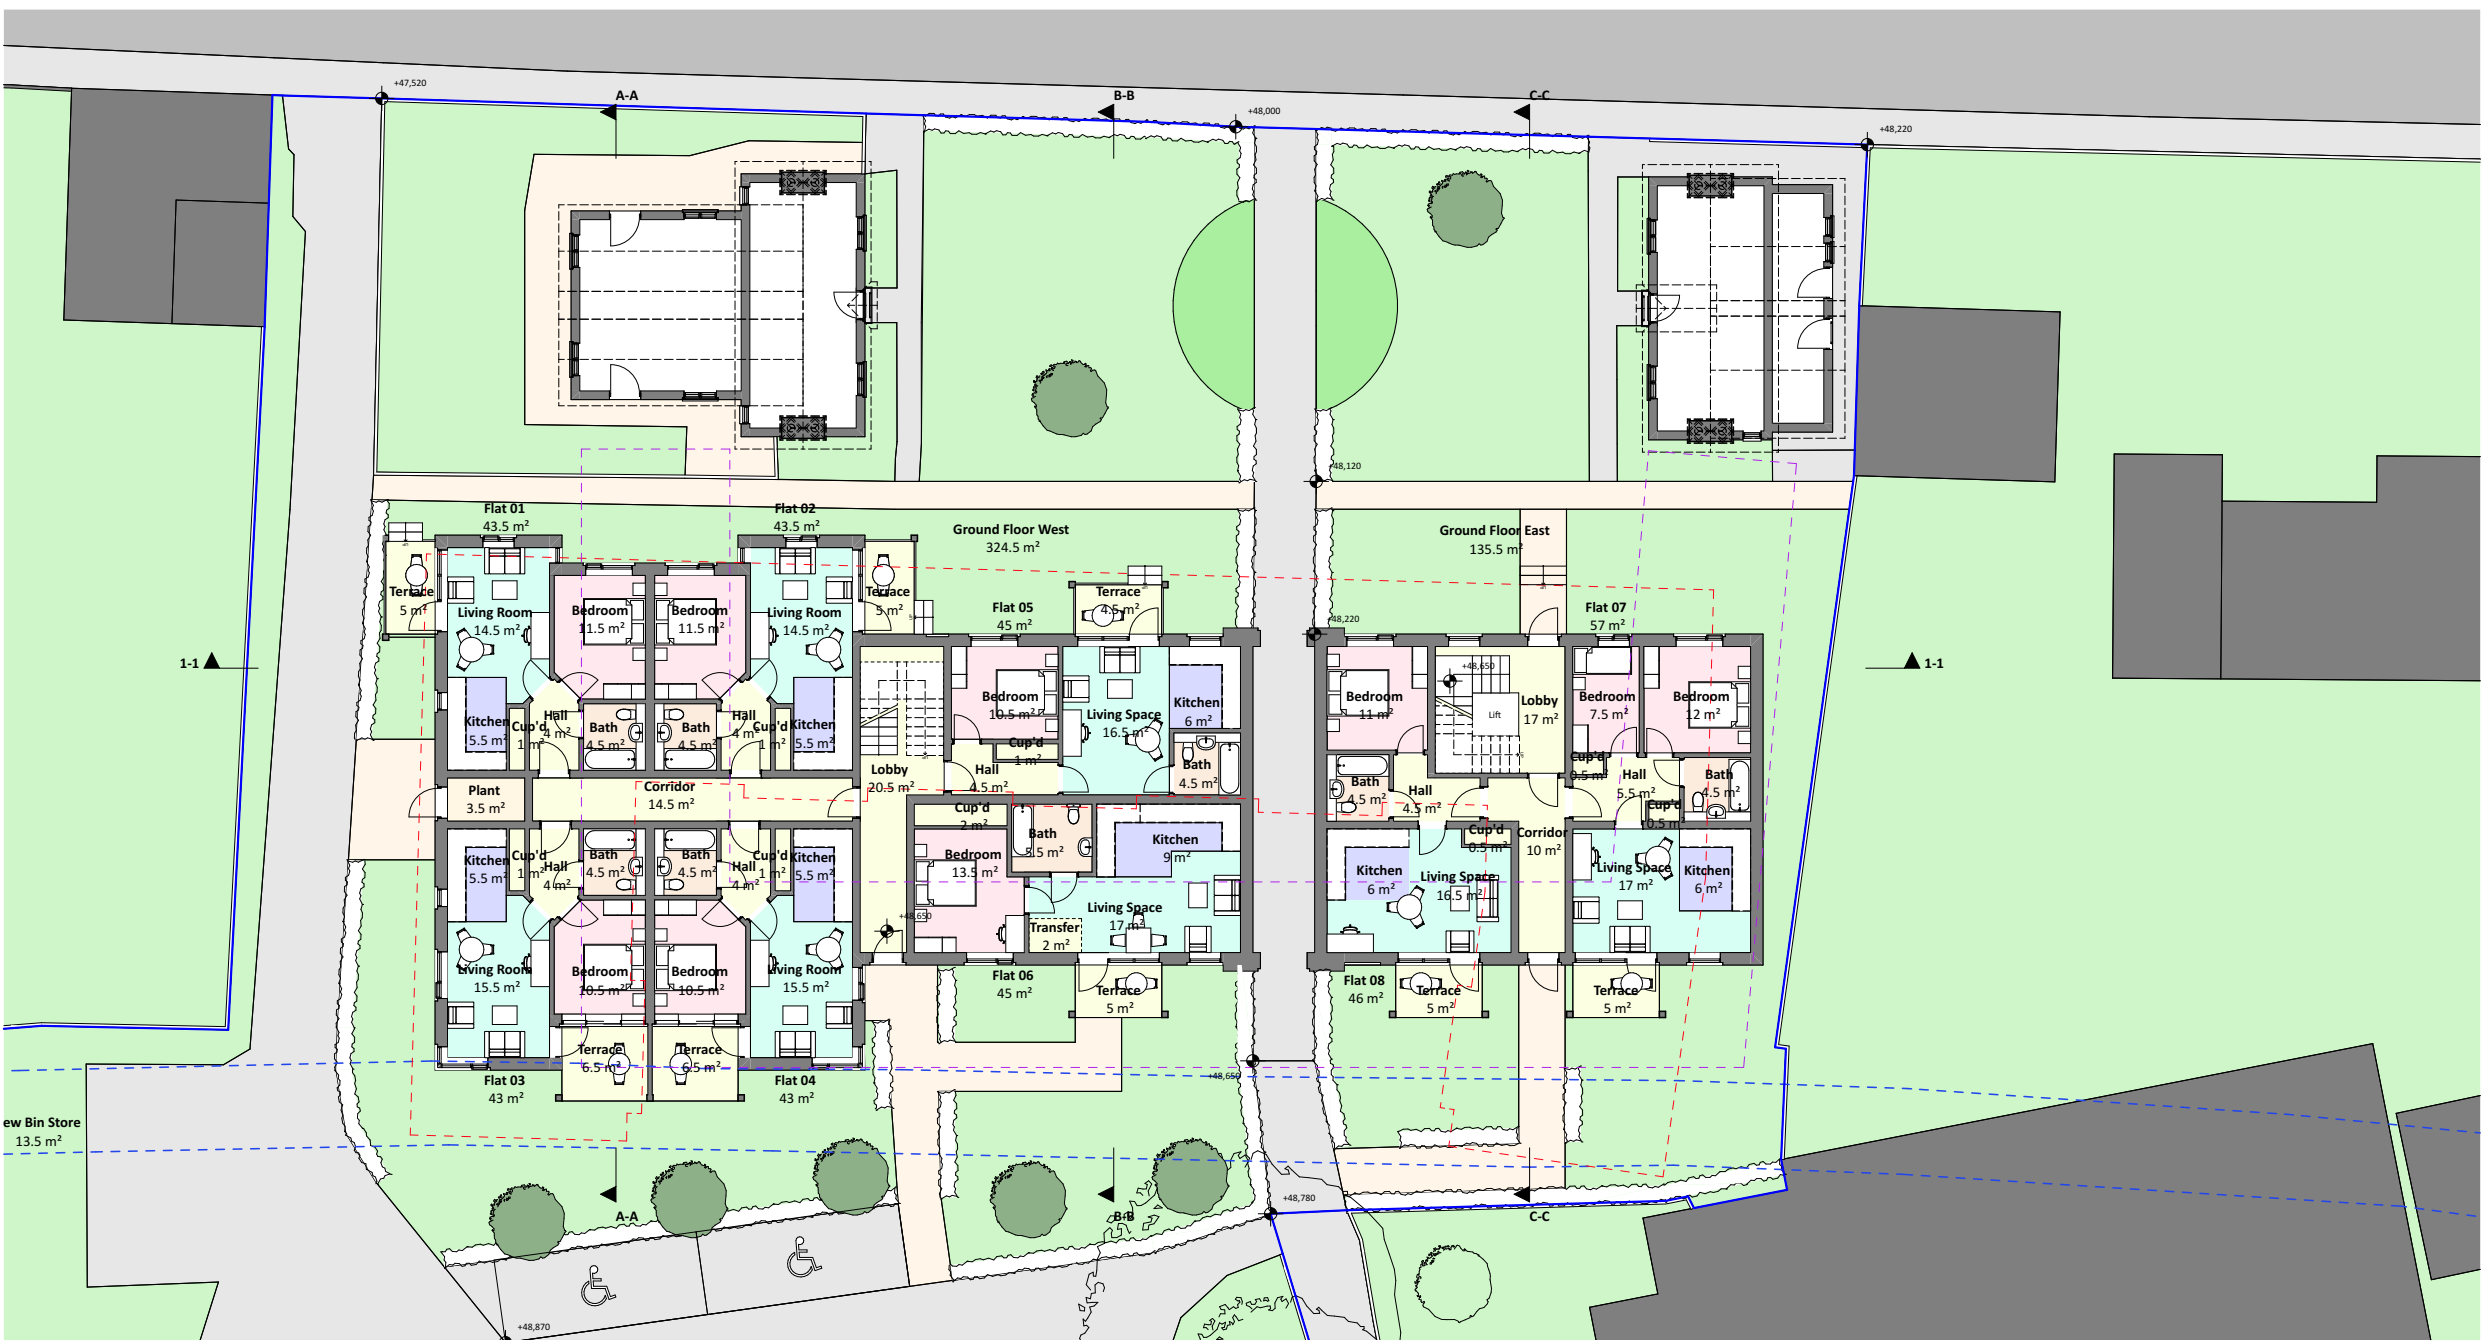 +47,520
A-A
B-B
+48,000
C-C
+48,220
+48,120
Flat 01
43.5 m²
Flat 02
43.5 m²
Ground Floor West
324.5 m²
Ground Floor East
135.5 m²
Terrace
5 m²
Living Room
14.5 m²
Bedroom
11.5 m²
Bedroom
11.5 m²
Living Room
14.5 m²
Terrace
5 m²
Flat 05
45 m²
Terrace
4.5 m²
+48,220
Flat 07
57 m²
1-1
1-1
Kitchen
5.5 m²
Cup'd
1 m²
Hall
4 m²
Bath
4.5 m²
Bath
4.5 m²
Hall
4 m²
Cup'd
1 m²
Kitchen
5.5 m²
Bedroom
10.5 m²
Living Space
16.5 m²
Kitchen
6 m²
Bedroom
11 m²
+48,650
Lift
Lobby
17 m²
Bedroom
7.5 m²
Bedroom
12 m²
Plant
3.5 m²
Corridor
14.5 m²
Lobby
20.5 m²
Hall
4.5 m²
Cup'd
1 m²
Bath
4.5 m²
Bath
4.5 m²
Hall
4.5 m²
Cup'd
0.5 m²
Hall
5.5 m²
Bath
4.5 m²
Cup'd
0.5 m²
Kitchen
5.5 m²
Cup'd
1 m²
Hall
4 m²
Bath
4.5 m²
Bath
4.5 m²
Hall
4 m²
Cup'd
1 m²
Kitchen
5.5 m²
Cup'd
2 m²
Bedroom
13.5 m²
Bath
5.5 m²
Kitchen
9 m²
Kitchen
6 m²
Living Space
16.5 m²
Cup'd
0.5 m²
Corridor
10 m²
Living Space
17 m²
Kitchen
6 m²
+48,650
Living Space
17 m²
Transfer
2 m²
Living Room
15.5 m²
Bedroom
10.5 m²
Bedroom
10.5 m²
Living Room
15.5 m²
Flat 06
45 m²
Terrace
5 m²
Flat 08
46 m²
Terrace
5 m²
Terrace
5 m²
Terrace
6.5 m²
Terrace
6.5 m²
Flat 03
43 m²
Flat 04
43 m²
+48,650
ew Bin Store
13.5 m²
A-A
B-B
C-C
+48,780
+48,870